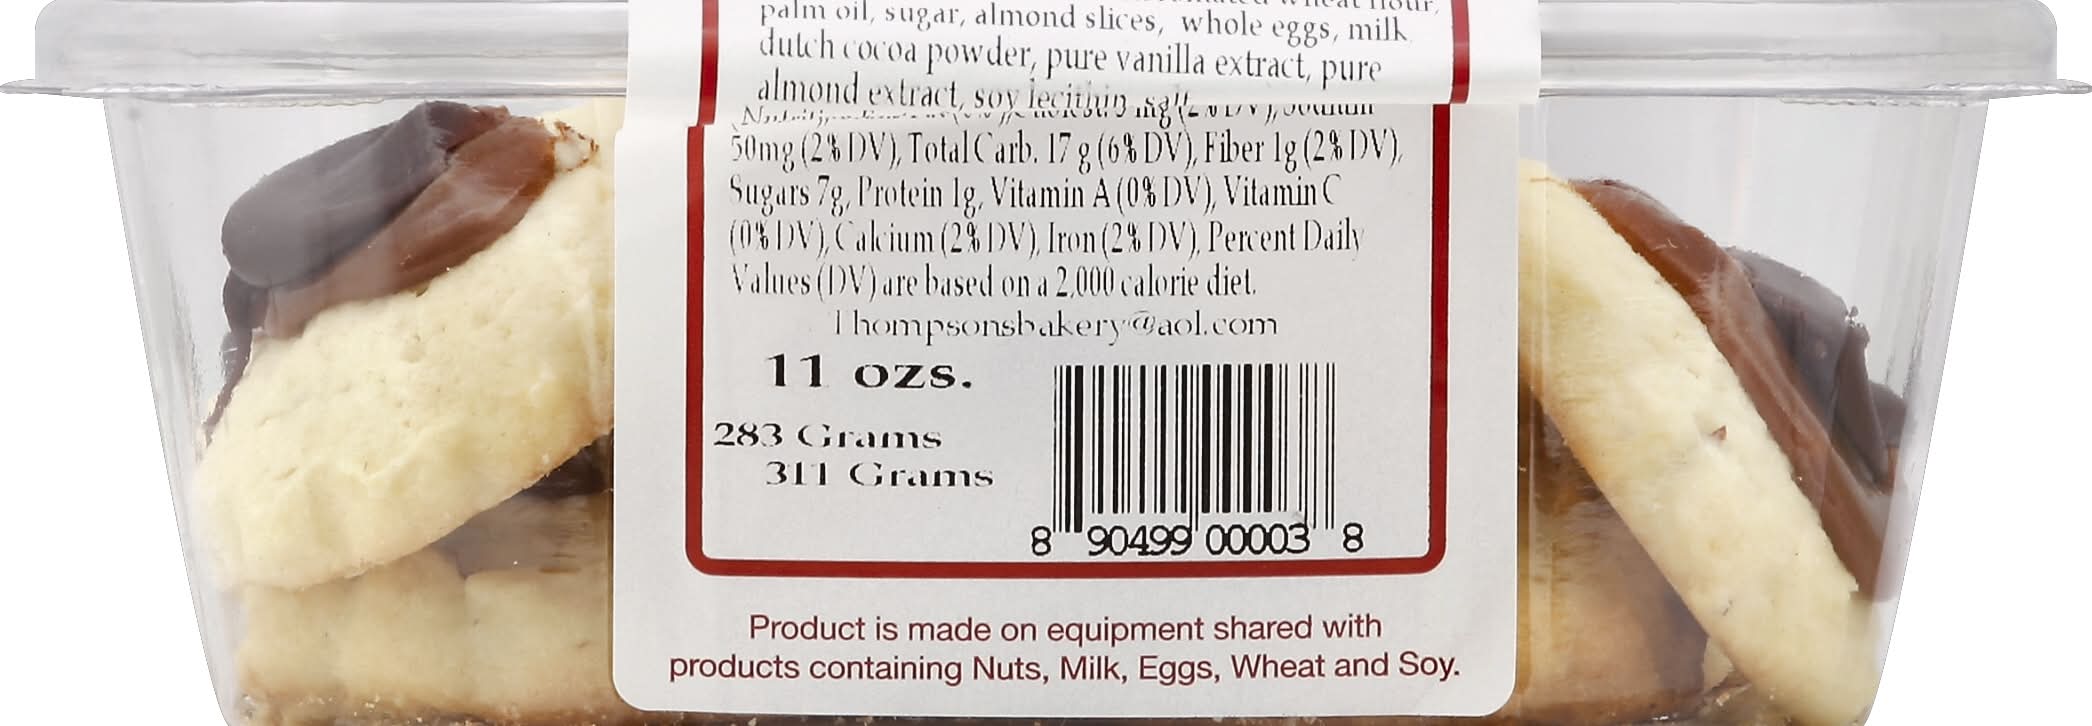 wheat flour,
palm oil, sugar, almond slices, whole eggs, milk,
dutch cocoa powder, pure vanilla extract, pure
almond extract, soy lecithin, salt
50mg (2% DV), Total Carb. 17 g (6% DV), Fiber 1g (2% DV),
Sugars 7g, Protein 1g, Vitamin A (0% DV), Vitamin C
(0% DV), Calcium (2% DV), Iron (2% DV), Percent Daily
Values (DV) are based on a 2,000 calorie diet.
Thompsonsbakery@aol.com
11 ozs.
283 Grams
311 Grams
8 90499 00003 8
Product is made on equipment shared with
products containing Nuts, Milk, Eggs, Wheat and Soy.